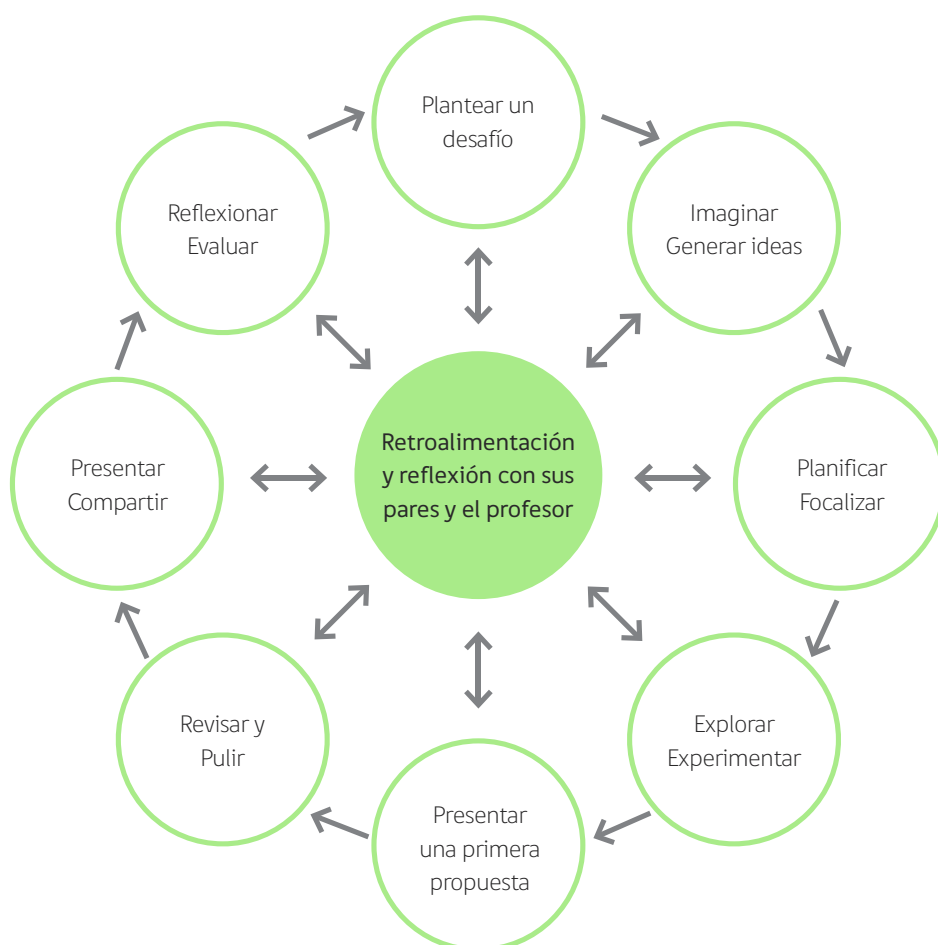 Plantear un
desafío
Imaginar
Generar ideas
Planificar
Focalizar
Explorar
Experimentar
Presentar
una primera
propuesta
Revisar y
Pulir
Presentar
Compartir
Reflexionar
Evaluar
Retroalimentación
y reflexión con sus
pares y el profesor